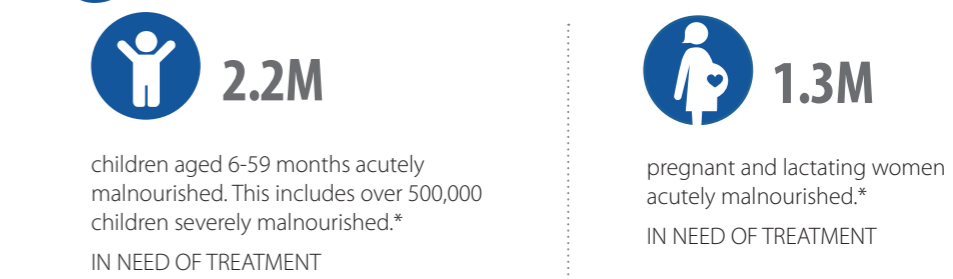 2.2M
children aged 6-59 months acutely
malnourished. This includes over 500,000
children severely malnourished.*
IN NEED OF TREATMENT
1.3M
pregnant and lactating women
acutely malnourished.*
IN NEED OF TREATMENT